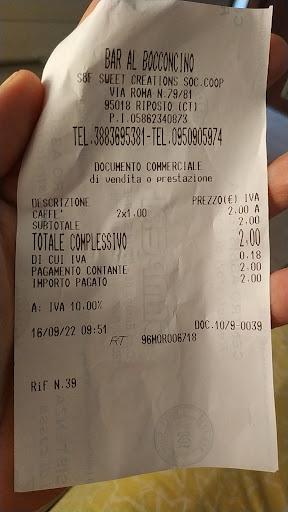 BAR AL BOCCONCINO
S&F SWEET CREATIONS SOC.COOP
VIA ROMA N.79/81
95018 RIPOSTO (CT)
P.I.05862340873
TEL.3883695381-TEL.0950905974
DOCUMENTO COMMERCIALE
di vendita o prestazione
DESCRIZIONE PREZZO(€) IVA
CAFFE' 2x1.00 2.00 A
SUBTOTALE 2.00
TOTALE COMPLESSIVO 2.00
DI CUI IVA 0.18
PAGAMENTO CONTANTE 2.00
IMPORTO PAGATO 2.00
A: IVA 10.00%
16/09/22 09:51 DOC.10/9-0039
RT 96MOR006718
Rif N.39